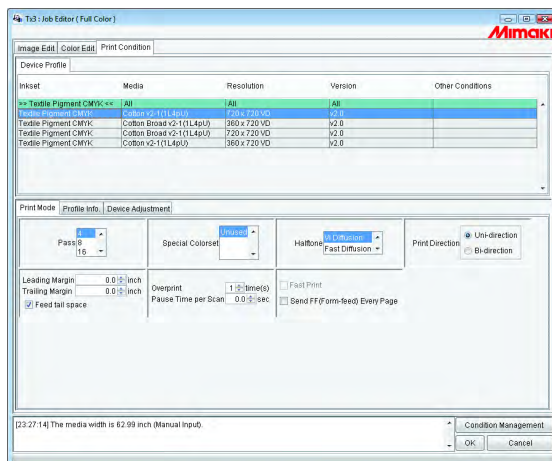 Tx3 : Job Editor { Full Color }
Mimaki
Image Edit Color Edit Print Condition
Device Profile
Inkset Media Resolution Version Other Conditions
>> Textile Pigment CMYK << All All All
Textile Pigment CMYK Cotton v2-1(1L4pU) 720 x 720 VD v2.0
Textile Pigment CMYK Cotton Broad v2-1(1L4pU) 360 x 720 VD v2.0
Textile Pigment CMYK Cotton Broad v2-1(1L4pU) 720 x 720 VD v2.0
Textile Pigment CMYK Cotton v2-1(1L4pU) 360 x 720 VD v2.0
Print Mode Profile Info. Device Adjustment
Pass 4 8 16
Special Colorset Unused
Halftone VI Diffusion Fast Diffusion
Print Direction Uni-direction Bi-direction
Leading Margin 0.0 inch
Trailing Margin 0.0 inch
Feed tail space
Overprint 1 time(s)
Pause Time per Scan 0.0 sec
Fast Print
Send FF(Form-feed) Every Page
[23:27:14] The media width is 62.99 inch (Manual Input).
Condition Management
OK Cancel